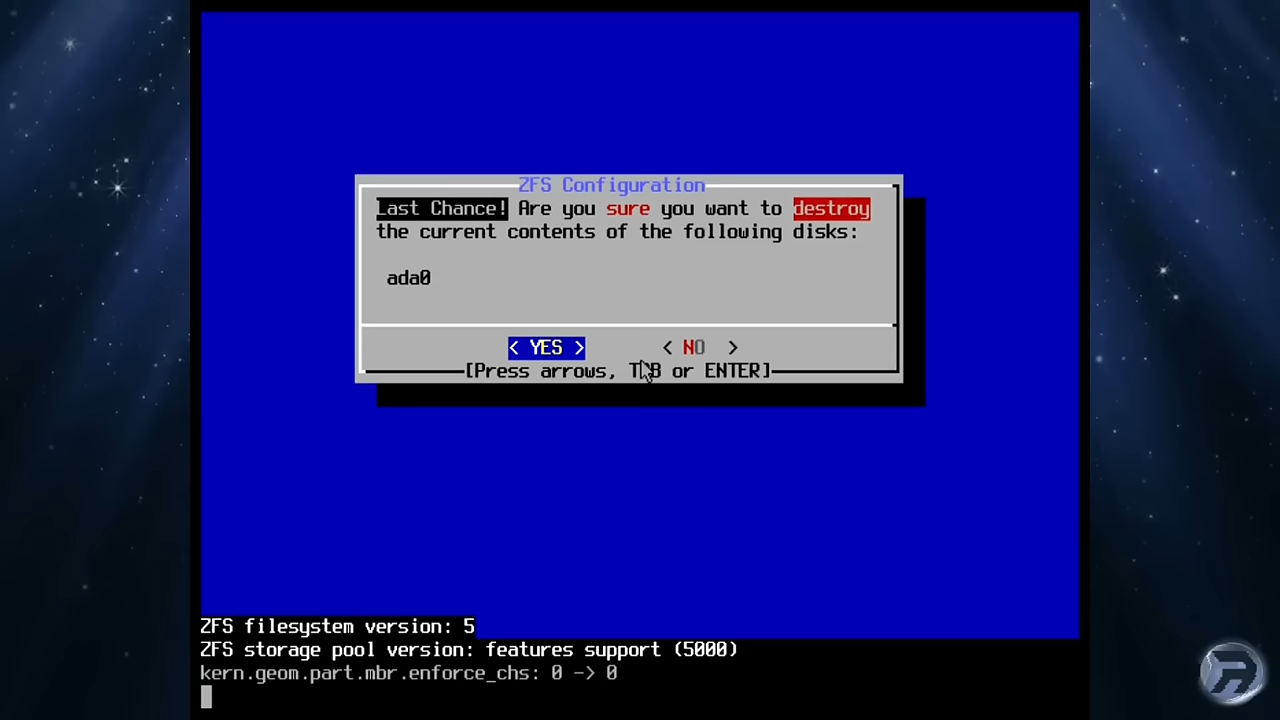 ZFS Configuration
Last Chance! Are you sure you want to destroy
the current contents of the following disks:
ada0
< YES > < NO >
[Press arrows, TAB or ENTER]
ZFS filesystem version: 5
ZFS storage pool version: features support (5000)
kern.geom.part.mbr.enforce_chs: 0 -> 0